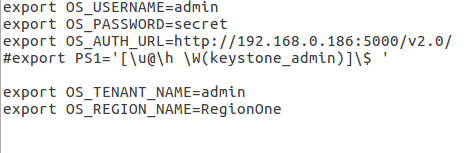 export OS_USERNAME=admin
export OS_PASSWORD=secret
export OS_AUTH_URL=http://192.168.0.186:5000/v2.0/
#export PS1='[\u@\h \W(keystone_admin)]\$ '
export OS_TENANT_NAME=admin
export OS_REGION_NAME=RegionOne